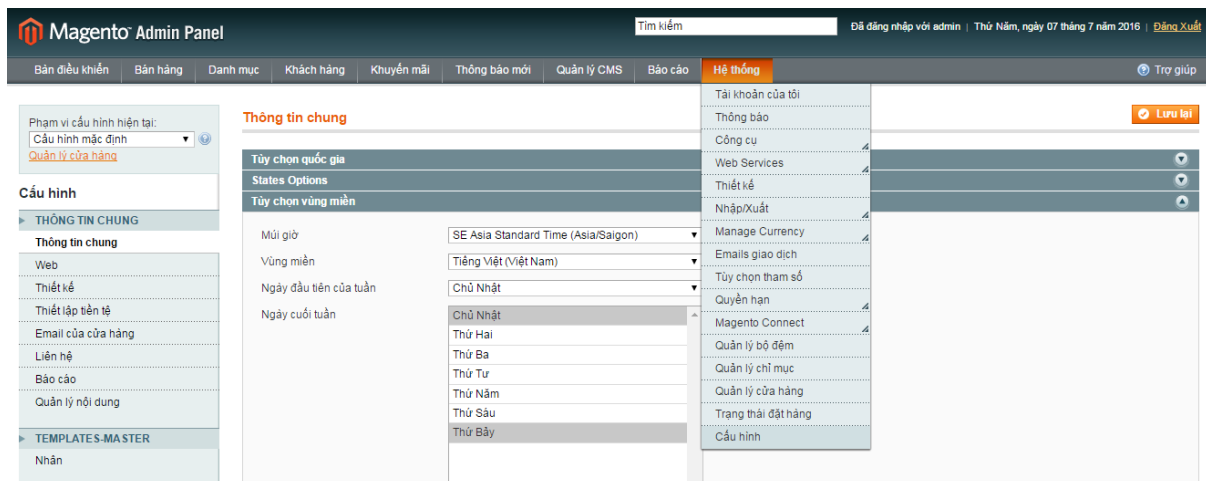 Magento Admin Panel
Tìm kiếm
Đã đăng nhập với admin | Thứ Năm, ngày 07 tháng 7 năm 2016 | Đăng Xuất
Bản điều khiển Bán hàng Danh mục Khách hàng Khuyến mãi Thông báo mới Quản lý CMS Báo cáo Hệ thống Trợ giúp
Phạm vi cấu hình hiện tại:
Cấu hình mặc định
Quản lý cửa hàng
Cấu hình
THÔNG TIN CHUNG
Thông tin chung
Web
Thiết kế
Thiết lập tiền tệ
Email của cửa hàng
Liên hệ
Báo cáo
Quản lý nội dung
TEMPLATES-MASTER
Nhãn
Thông tin chung
Lưu lại
Tùy chọn quốc gia
States Options
Tùy chọn vùng miền
Múi giờ SE Asia Standard Time (Asia/Saigon)
Vùng miền Tiếng Việt (Việt Nam)
Ngày đầu tiên của tuần Chủ Nhật
Ngày cuối tuần Chủ Nhật
Thứ Hai
Thứ Ba
Thứ Tư
Thứ Năm
Thứ Sáu
Thứ Bảy
Tài khoản của tôi
Thông báo
Công cụ
Web Services
Thiết kế
Nhập/Xuất
Manage Currency
Emails giao dịch
Tùy chọn tham số
Quyền hạn
Magento Connect
Quản lý bộ đệm
Quản lý chỉ mục
Quản lý cửa hàng
Trạng thái đặt hàng
Cấu hình